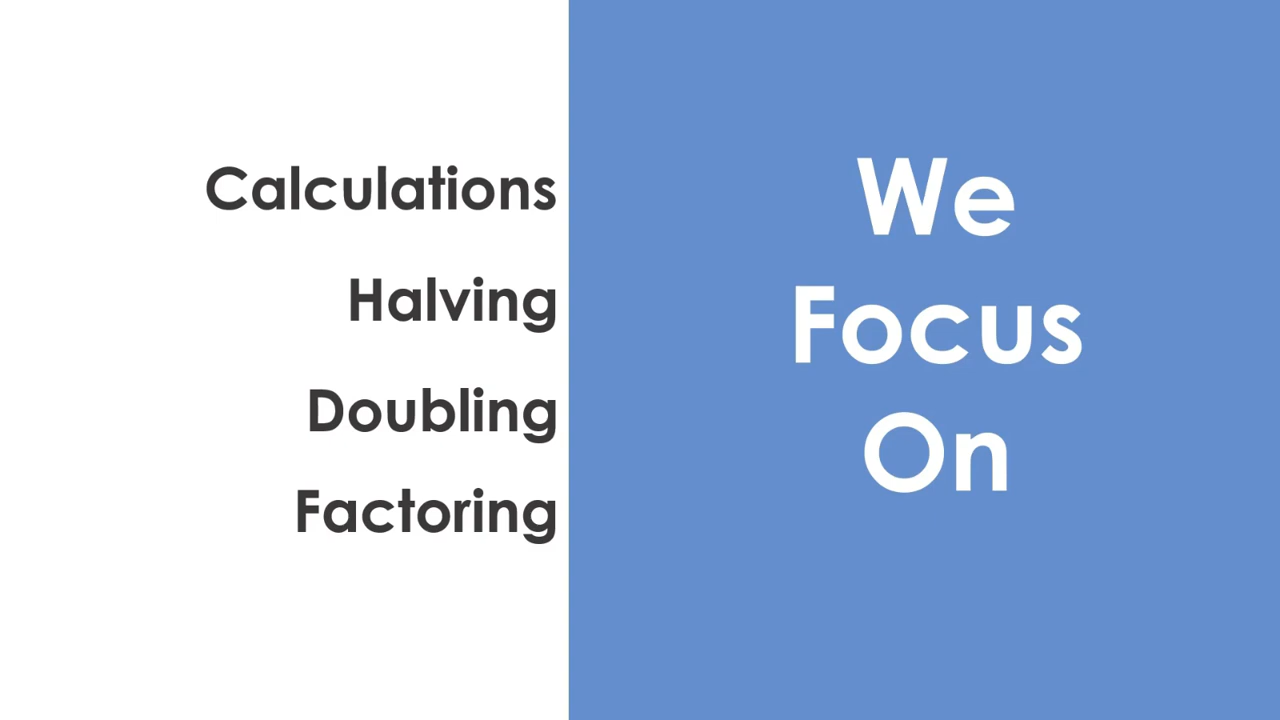 Calculations
Halving
Doubling
Factoring
We
Focus
On